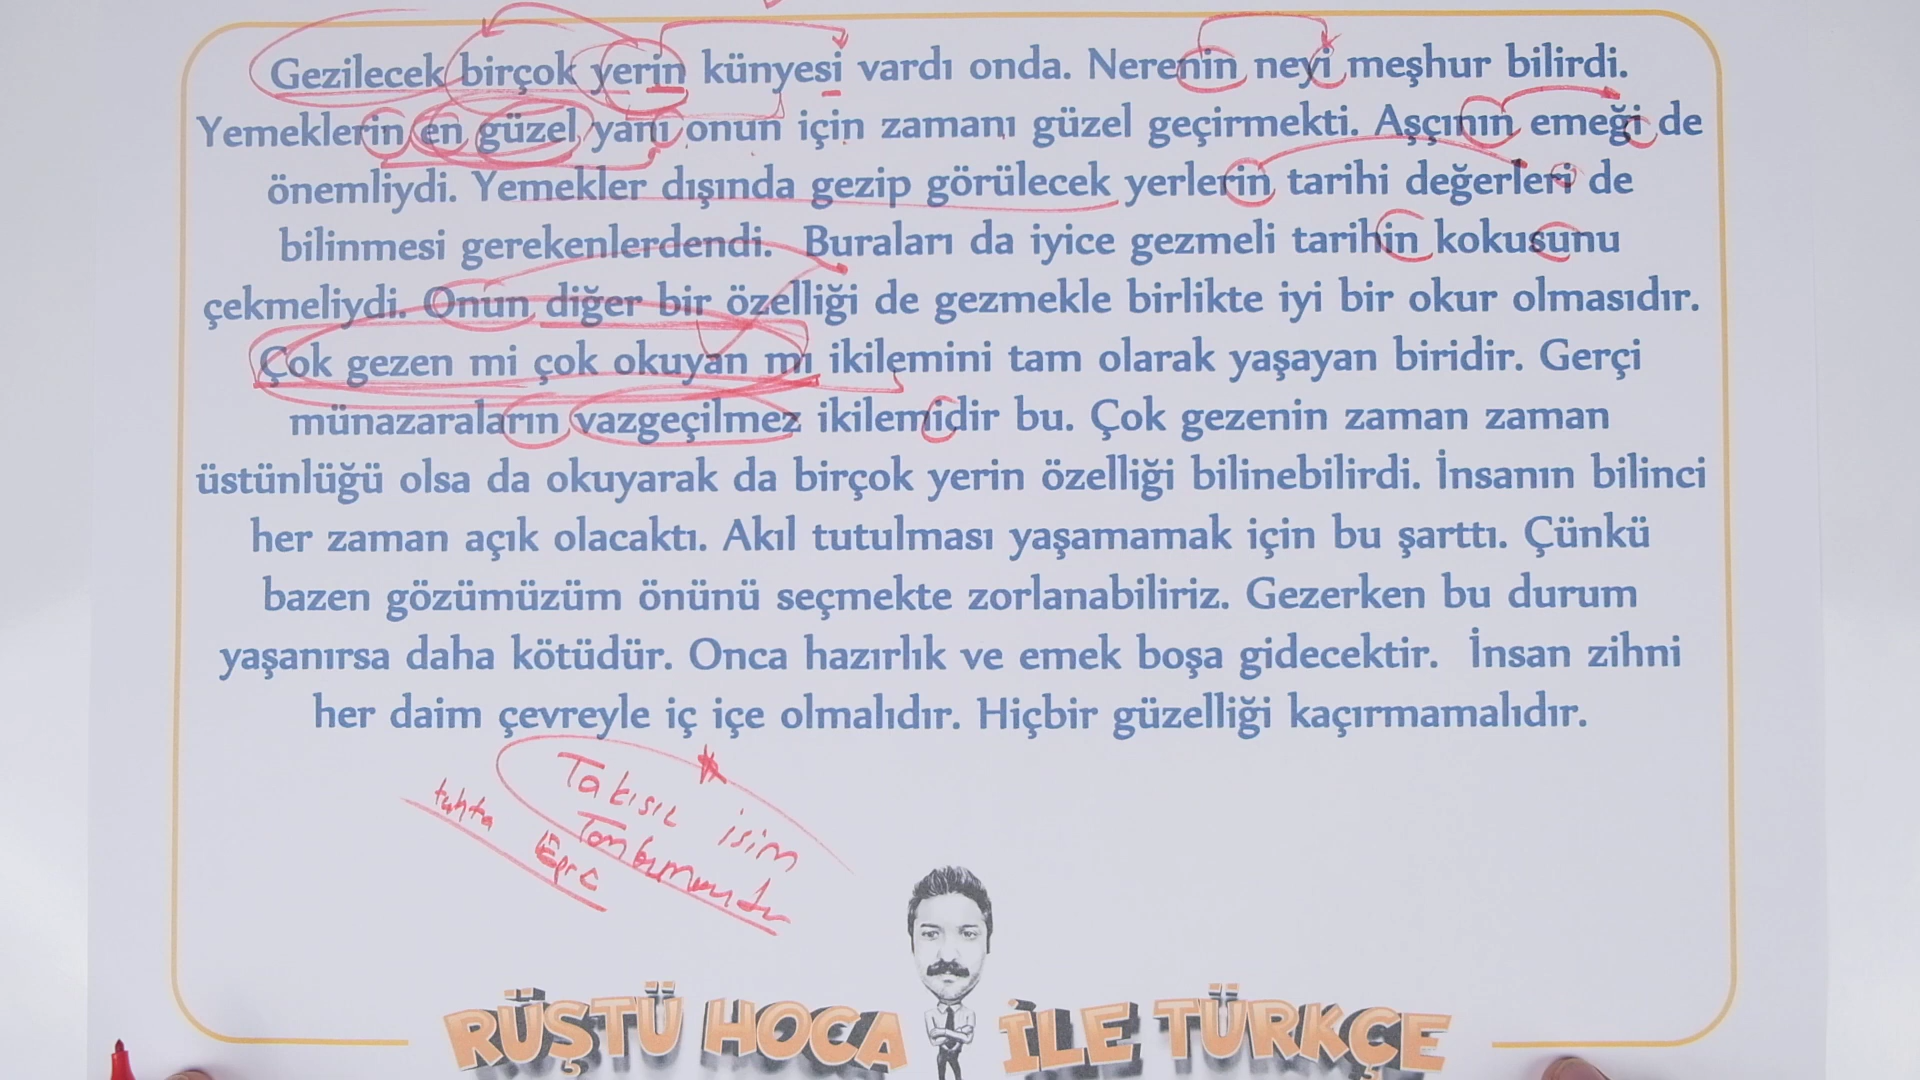 Gezilecek birçok yerin künyesi vardı onda. Nerenin neyi meşhur bilirdi.
Yemeklerin en güzel yanı onun için zamanı güzel geçirmekti. Aşçının emeği de
önemliydi. Yemekler dışında gezip görülecek yerlerin tarihi değerleri de
bilinmesi gerekenlerdendi. Buraları da iyice gezmeli tarihin kokusunu
çekmeliydi. Onun diğer bir özelliği de gezmekle birlikte iyi bir okur olmasıdır.
Çok gezen mi çok okuyan mı ikilemini tam olarak yaşayan biridir. Gerçi
münazaraların vazgeçilmez ikilemidir bu. Çok gezenin zaman zaman
üstünlüğü olsa da okuyarak da birçok yerin özelliği bilinebilirdi. İnsanın bilinci
her zaman açık olacaktı. Akıl tutulması yaşamamak için bu şarttı. Çünkü
bazen gözümüzüm önünü seçmekte zorlanabiliriz. Gezerken bu durum
yaşanırsa daha kötüdür. Onca hazırlık ve emek boşa gidecektir. İnsan zihni
her daim çevreyle iç içe olmalıdır. Hiçbir güzelliği kaçırmamalıdır.
Takısız isim
tahta
RÜŞTÜ HOCA İLE TÜRKÇE